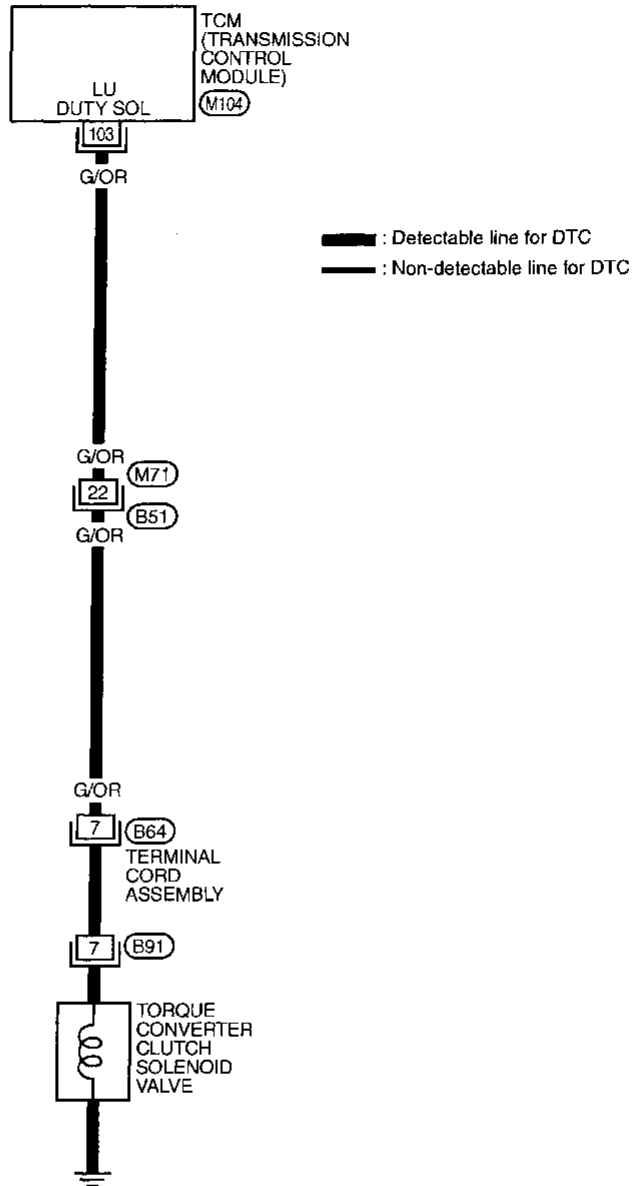 TCM
(TRANSMISSION
CONTROL
MODULE)
M104
LU
DUTY SOL
103
G/OR
: Detectable line for DTC
: Non-detectable line for DTC
G/OR
M71
22
B51
G/OR
G/OR
7
B64
TERMINAL
CORD
ASSEMBLY
7
B91
TORQUE
CONVERTER
CLUTCH
SOLENOID
VALVE